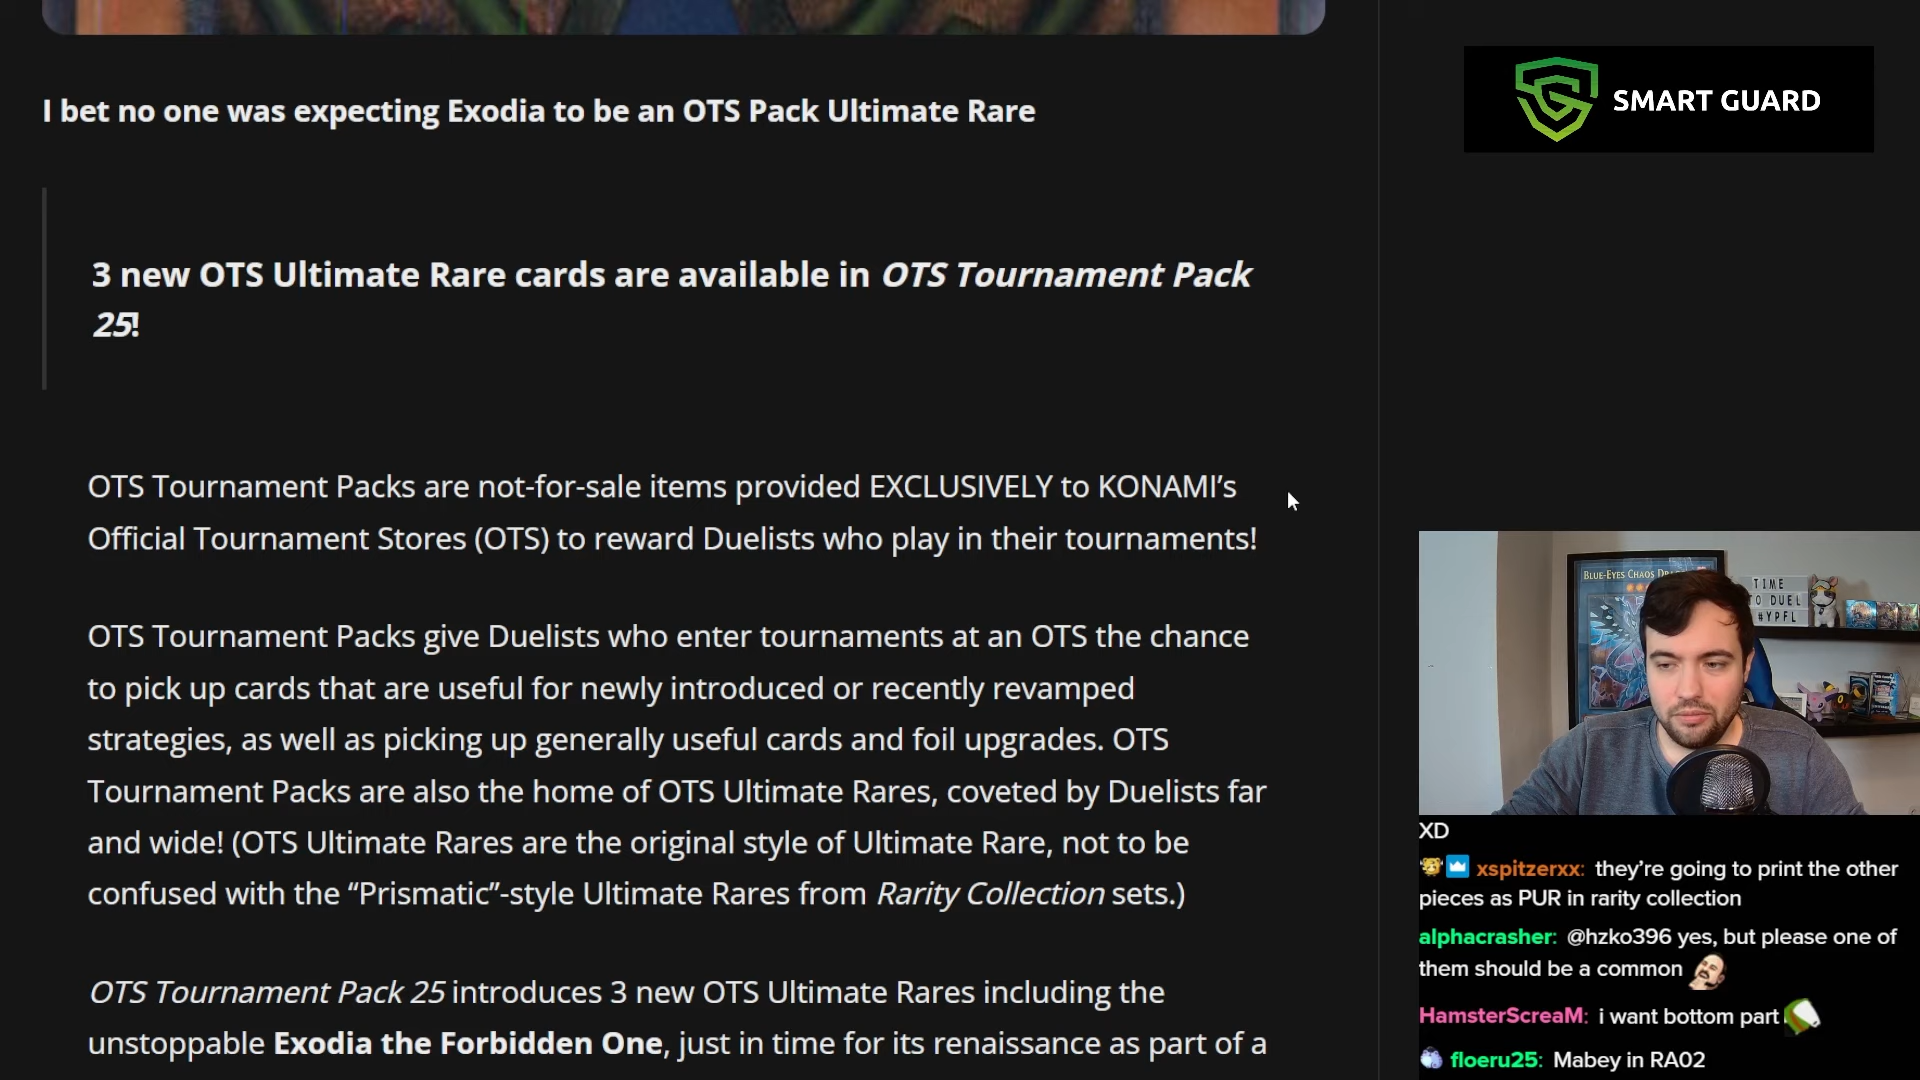 I bet no one was expecting Exodia to be an OTS Pack Ultimate Rare
3 new OTS Ultimate Rare cards are available in OTS Tournament Pack
25!
OTS Tournament Packs are not-for-sale items provided EXCLUSIVELY to KONAMI’s
Official Tournament Stores (OTS) to reward Duelists who play in their tournaments!
OTS Tournament Packs give Duelists who enter tournaments at an OTS the chance
to pick up cards that are useful for newly introduced or recently revamped
strategies, as well as picking up generally useful cards and foil upgrades. OTS
Tournament Packs are also the home of OTS Ultimate Rares, coveted by Duelists far
and wide! (OTS Ultimate Rares are the original style of Ultimate Rare, not to be
confused with the “Prismatic”-style Ultimate Rares from Rarity Collection sets.)
OTS Tournament Pack 25 introduces 3 new OTS Ultimate Rares including the
unstoppable Exodia the Forbidden One, just in time for its renaissance as part of a
SMART GUARD
BLUE-EYES CHAOS
TIME
TO DUEL
#YPFL
XD
xspitzerxx: they’re going to print the other
pieces as PUR in rarity collection
alphacrasher: @hzko396 yes, but please one of
them should be a common
HamsterScreaM: i want bottom part
floeru25: Mabey in RA02